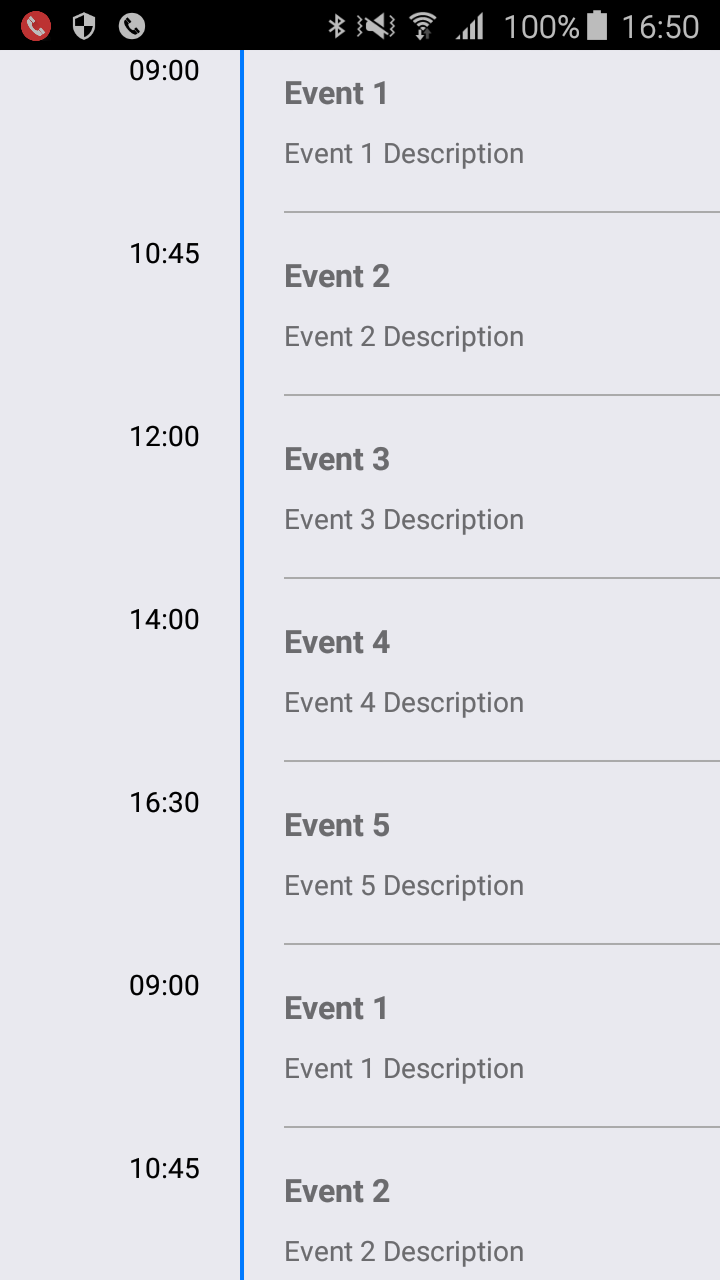 100% 16:50
09:00
Event 1
Event 1 Description
10:45
Event 2
Event 2 Description
12:00
Event 3
Event 3 Description
14:00
Event 4
Event 4 Description
16:30
Event 5
Event 5 Description
09:00
Event 1
Event 1 Description
10:45
Event 2
Event 2 Description